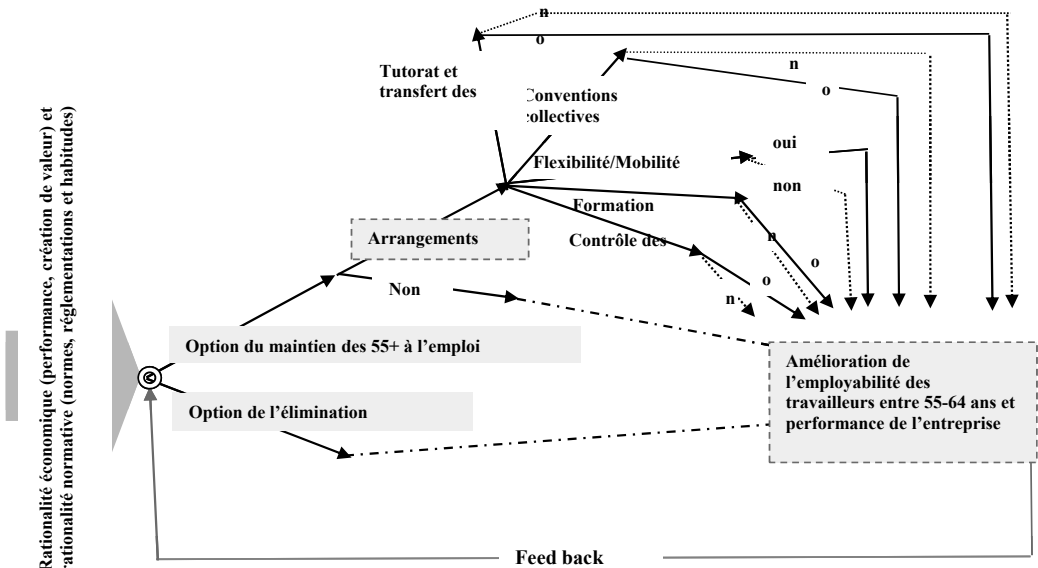 Rationalité économique (performance, création de valeur) et
rationalité normative (normes, réglementations et habitudes)
n
o
Tutorat et
transfert des
Conventions
collectives
n
o
Flexibilité/Mobilité
oui
non
Formation
n
o
Arrangements
Contrôle des
o
n
Non
Option du maintien des 55+ à l’emploi
Option de l’élimination
Amélioration de
l’employabilité des
travailleurs entre 55-64 ans et
performance de l’entreprise
Feed back